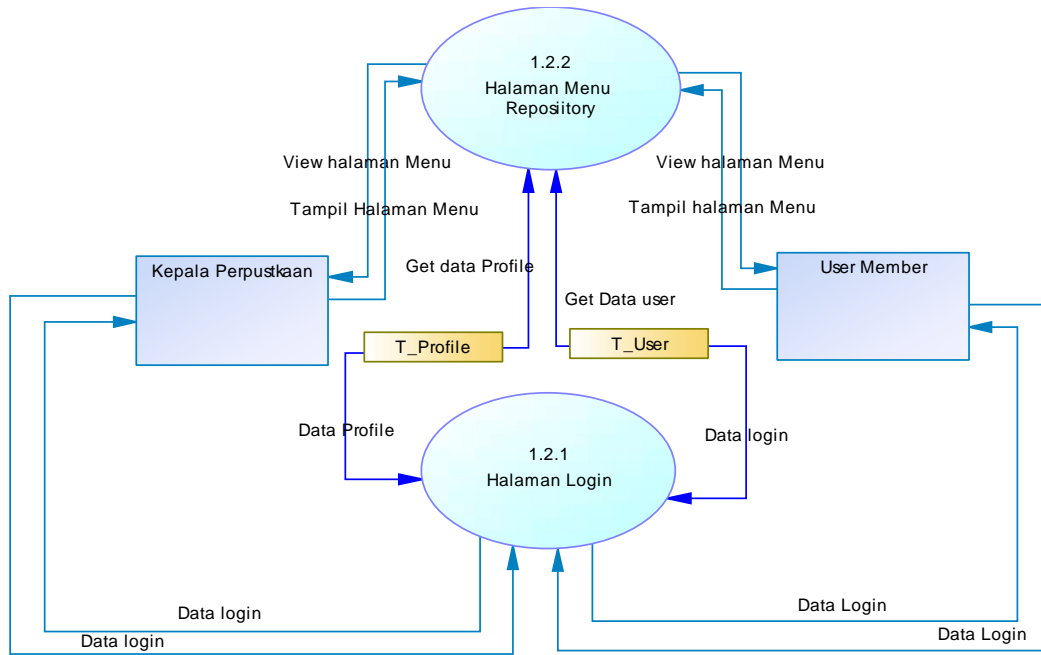 1.2.2
Halaman Menu
Reposiitory
View halaman Menu
View halaman Menu
Tampil Halaman Menu
Tampil halaman Menu
Kepala Perpustkaan
Get data Profile
User Member
Get Data user
T_Profile
T_User
Data Profile
Data login
1.2.1
Halaman Login
Data login
Data Login
Data login
Data Login